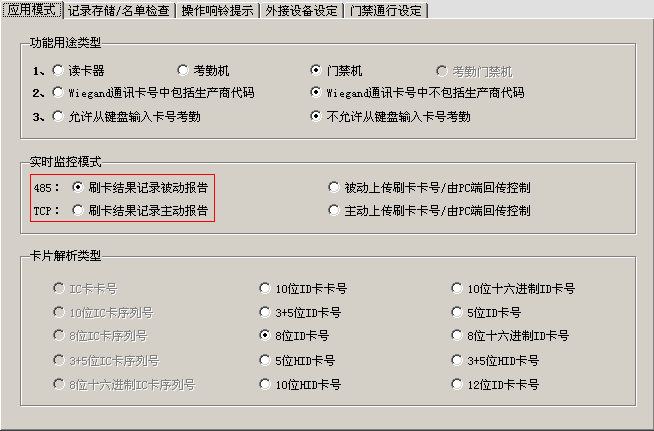 应用模式 记录存储/名单检查 操作响铃提示 外接设备设定 门禁通行设定
功能用途类型
1、 读卡器 考勤机 门禁机 考勤门禁机
2、 Wiegand通讯卡号中包括生产商代码 Wiegand通讯卡号中不包括生产商代码
3、 允许从键盘输入卡号考勤 不允许从键盘输入卡号考勤
实时监控模式
485： 刷卡结果记录被动报告 被动上传刷卡卡号/由PC端回传控制
TCP： 刷卡结果记录主动报告 主动上传刷卡卡号/由PC端回传控制
卡片解析类型
IC卡卡号 10位ID卡卡号 10位十六进制ID卡号
10位IC卡序列号 3+5位ID卡号 5位ID卡号
8位IC卡序列号 8位ID卡号 8位十六进制ID卡号
3+5位IC卡序列号 5位HID卡号 3+5位HID卡号
8位十六进制IC卡序列号 10位HID卡号 12位ID卡卡号